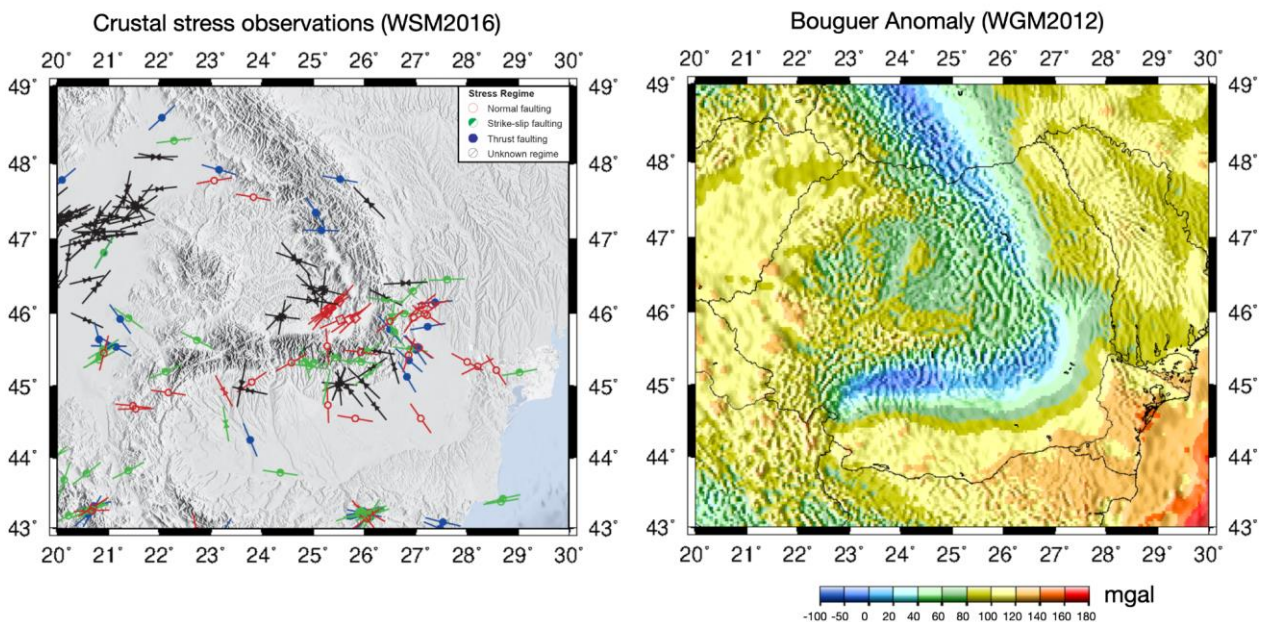 Crustal stress observations (WSM2016)
Bouguer Anomaly (WGM2012)
20˚ 21˚ 22˚ 23˚ 24˚ 25˚ 26˚ 27˚ 28˚ 29˚ 30˚
20˚ 21˚ 22˚ 23˚ 24˚ 25˚ 26˚ 27˚ 28˚ 29˚ 30˚
49˚ 49˚ 49˚ 49˚
Stress Regime
Normal faulting
Strike-slip faulting
Thrust faulting
Unknown regime
48˚ 48˚ 48˚ 48˚
47˚ 47˚ 47˚ 47˚
46˚ 46˚ 46˚ 46˚
45˚ 45˚ 45˚ 45˚
44˚ 44˚ 44˚ 44˚
43˚ 43˚ 43˚ 43˚
20˚ 21˚ 22˚ 23˚ 24˚ 25˚ 26˚ 27˚ 28˚ 29˚ 30˚
20˚ 21˚ 22˚ 23˚ 24˚ 25˚ 26˚ 27˚ 28˚ 29˚ 30˚
mgal
-100 -50 0 20 40 60 80 100 120 140 160 180